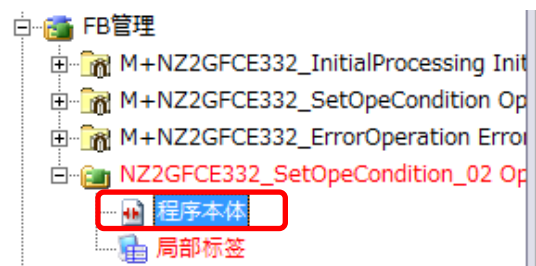 FB管理
M+NZ2GFCE332_InitialProcessing Init
M+NZ2GFCE332_SetOpeCondition Op
M+NZ2GFCE332_ErrorOperation Error
NZ2GFCE332_SetOpeCondition_02 Op
程序本体
局部标签